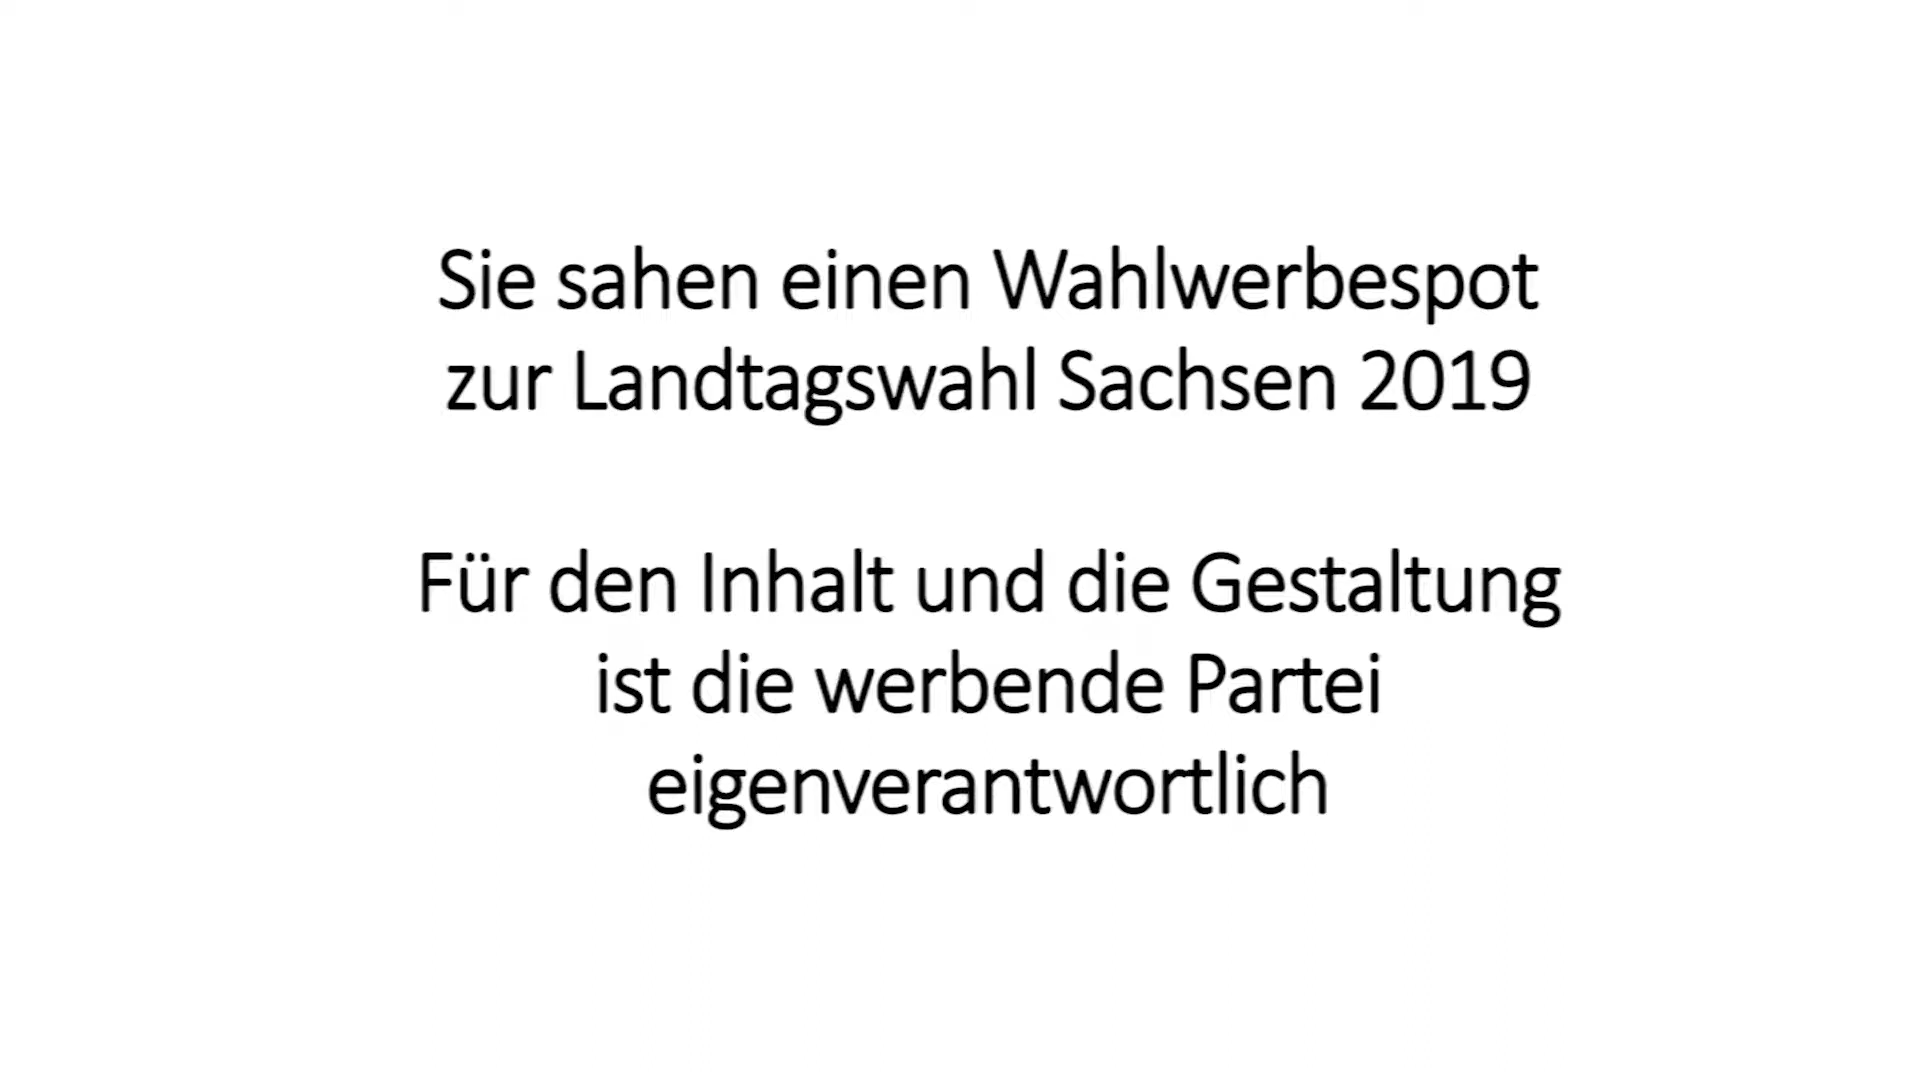 Sie sahen einen Wahlwerbespot
zur Landtagswahl Sachsen 2019
Für den Inhalt und die Gestaltung
ist die werbende Partei
eigenverantwortlich